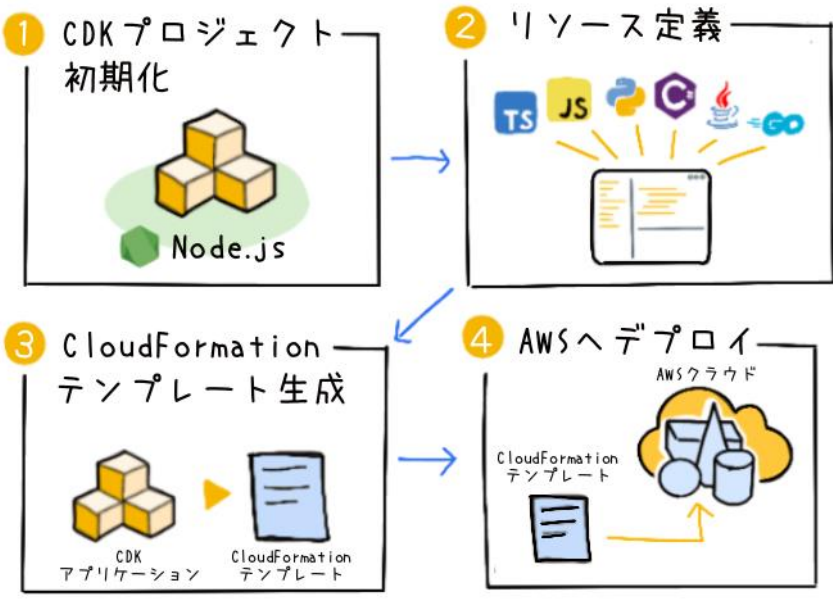 1 CDKプロジェクト
初期化
Node.js
2 リソース定義
TS
JS
C#
GO
3 CloudFormation
テンプレート生成
CDK
アプリケーション
CloudFormation
テンプレート
4 AWSへデプロイ
AWSクラウド
CloudFormation
テンプレート